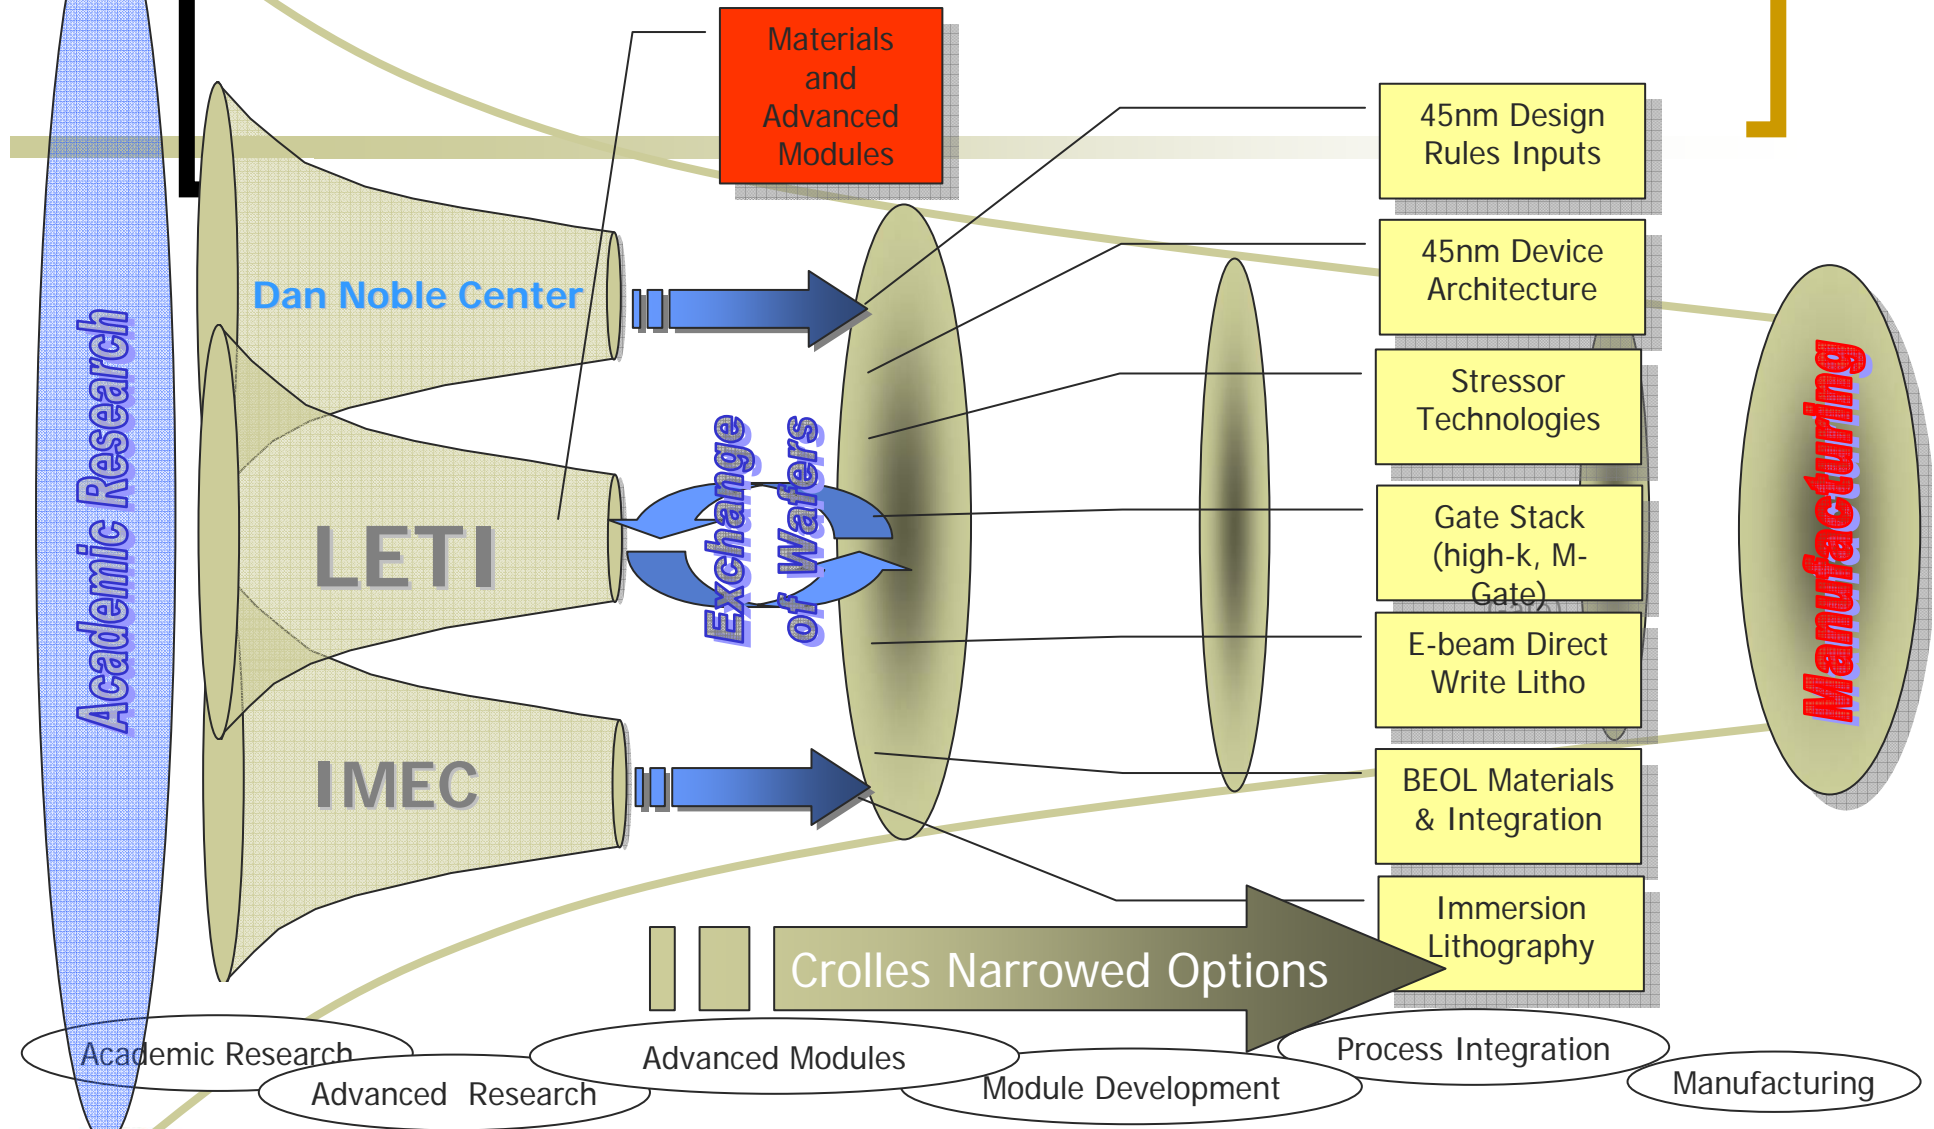 Materials
and
Advanced
Modules
45nm Design
Rules Inputs
45nm Device
Architecture
Stressor
Technologies
Gate Stack
(high-k, M-
Gate)
E-beam Direct
Write Litho
BEOL Materials
& Integration
Immersion
Lithography
Academic Research
Dan Noble Center
LETI
IMEC
Exchange
of Wafers
Manufacturing
Crolles Narrowed Options
Academic Research
Advanced Research
Advanced Modules
Module Development
Process Integration
Manufacturing